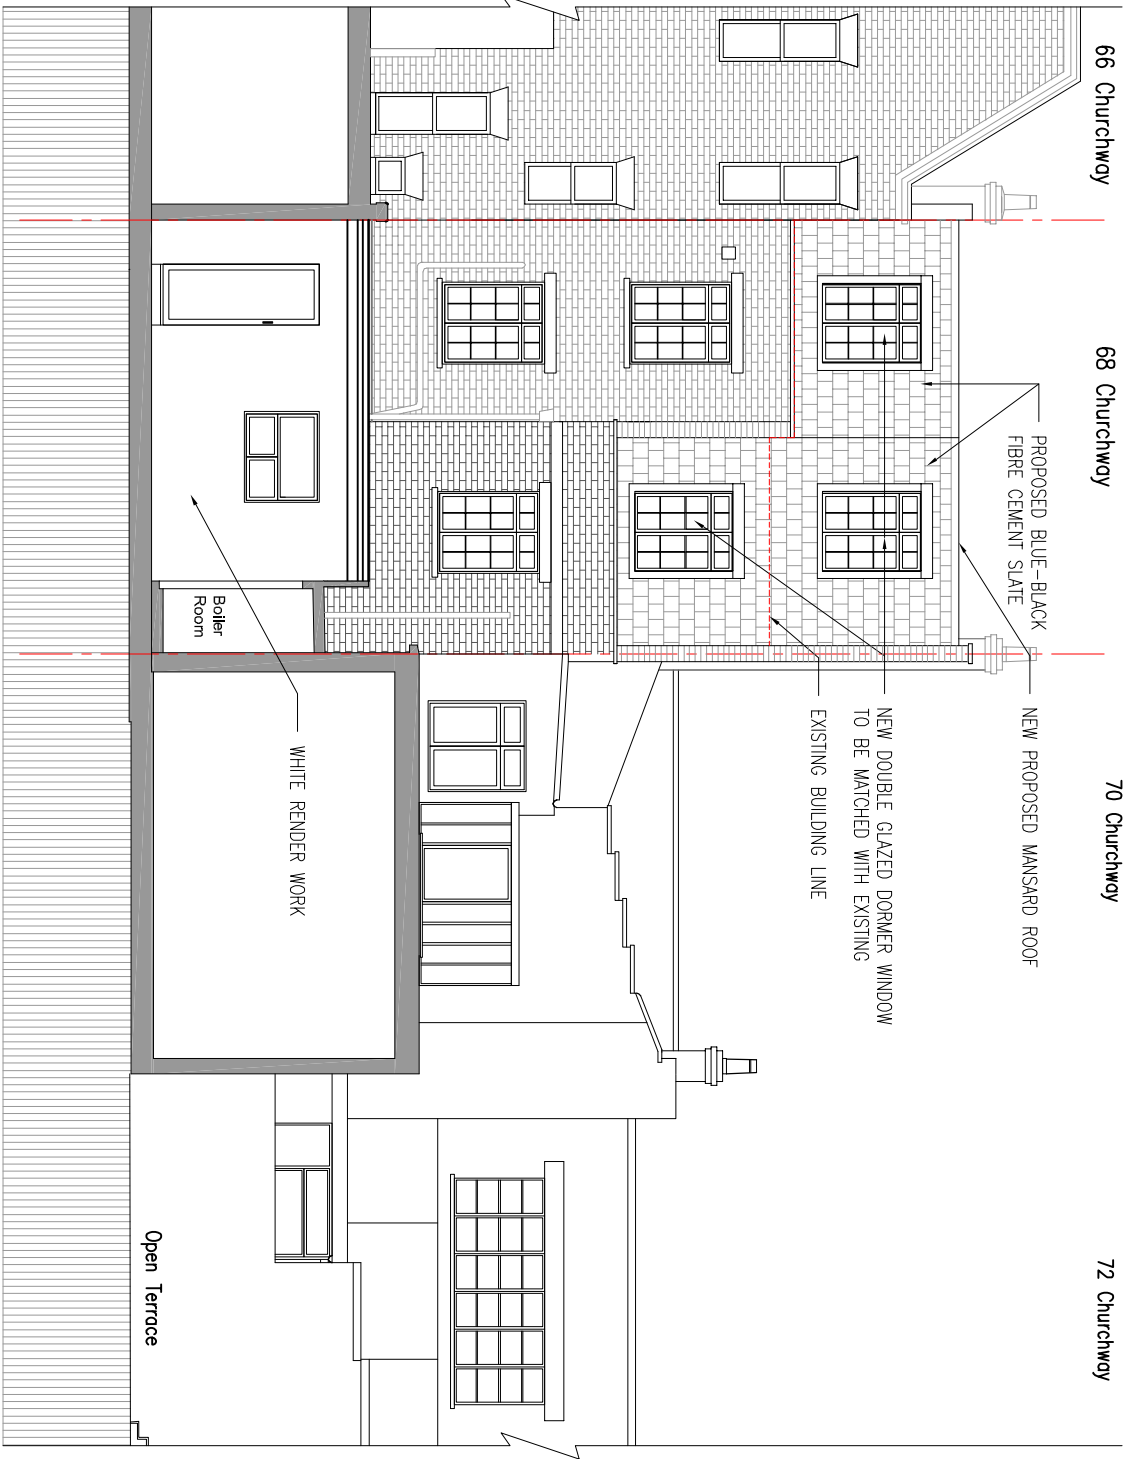 66 Churchway
68 Churchway
70 Churchway
72 Churchway
PROPOSED BLUE-BLACK
FIBRE CEMENT SLATE
NEW PROPOSED MANSARD ROOF
NEW DOUBLE GLAZED DORMER WINDOW
TO BE MATCHED WITH EXISTING
EXISTING BUILDING LINE
WHITE RENDER WORK
Boiler
Room
Open Terrace